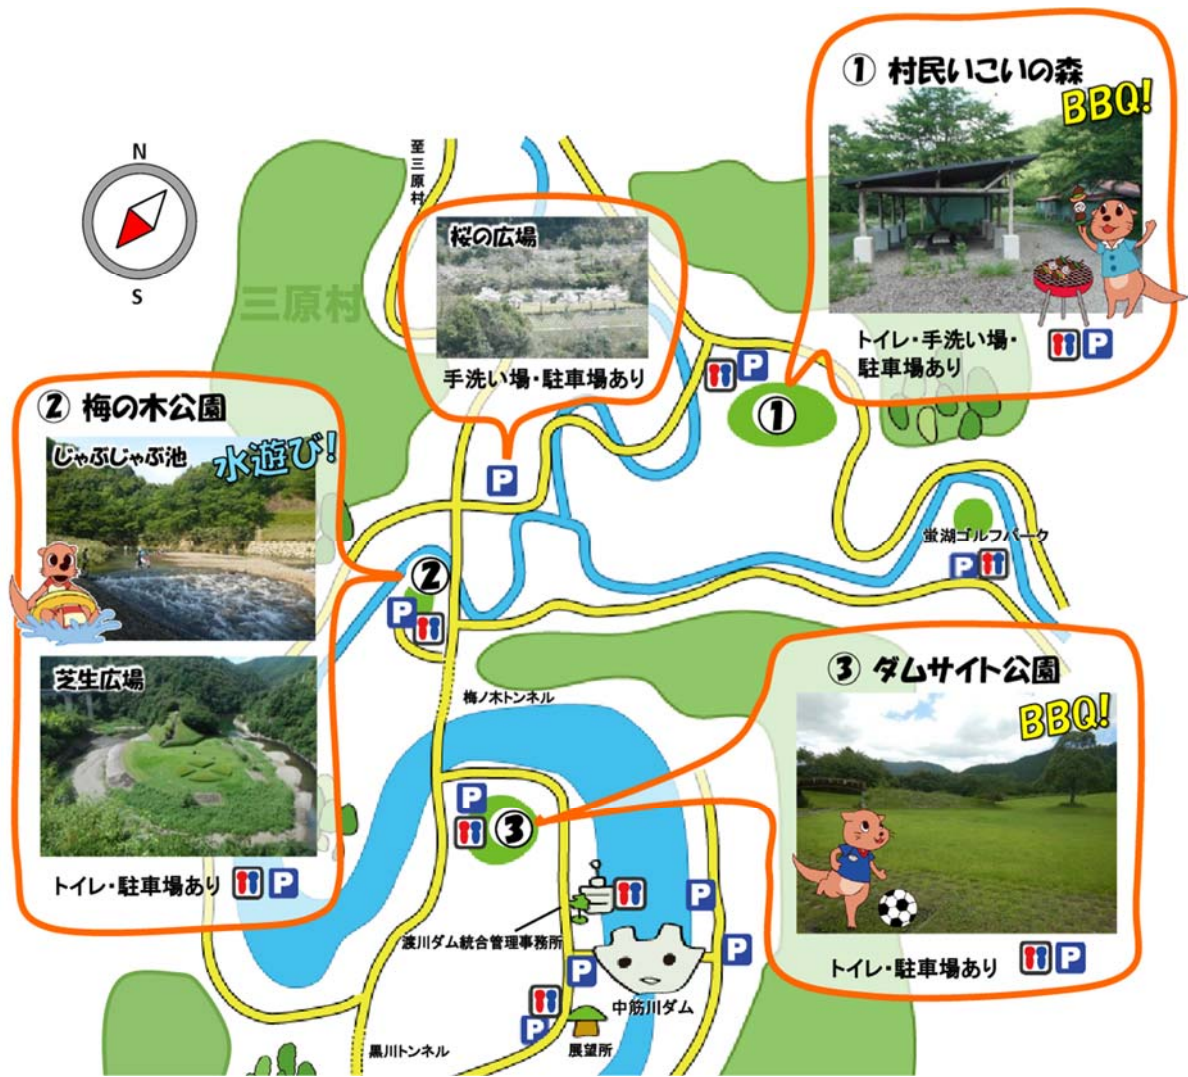 ① 村民いこいの森
BBQ!
トイレ・手洗い場・
駐車場あり
P
N
S
至三原村
三原村
桜の広場
手洗い場・駐車場あり
P
P
①
② 梅の木公園
じゃぶじゃぶ池
水遊び!
芝生広場
トイレ・駐車場あり
P
②
P
蛍湖ゴルフパーク
P
梅ノ木トンネル
③ ダムサイト公園
BBQ!
トイレ・駐車場あり
P
P
③
渡川ダム統合管理事務所
P
P
P
中筋川ダム
P
展望所
黒川トンネル